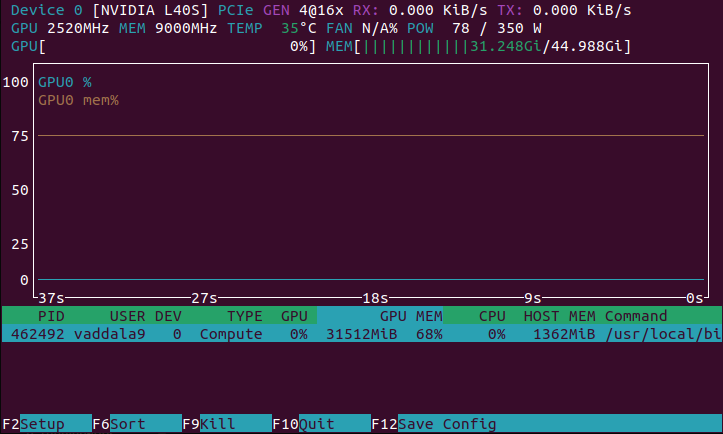 Device 0 [NVIDIA L40S] PCIe GEN 4@16x RX: 0.000 KiB/s TX: 0.000 KiB/s
GPU 2520MHz MEM 9000MHz TEMP 35°C FAN N/A% POW 78 / 350 W
GPU[ 0%] MEM[||||||||||||31.248Gi/44.988Gi]
GPU0 %
GPU0 mem%
100
75
50
25
0
37s 27s 18s 9s 0s
PID USER DEV TYPE GPU GPU MEM CPU HOST MEM Command
462492 vaddala9 0 Compute 0% 31512MiB 68% 0% 1362MiB /usr/local/bi
F2Setup F6Sort F9Kill F10Quit F12Save Config